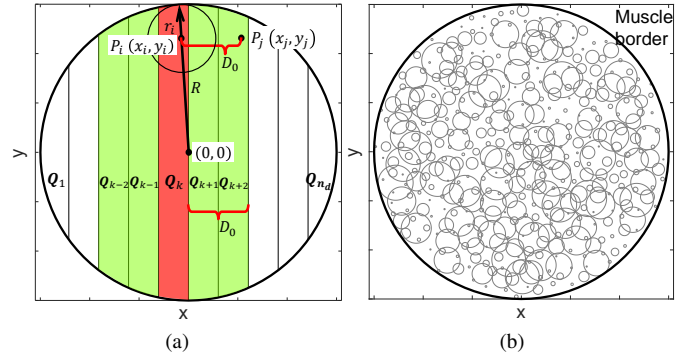 r_i
P_i (x_i, y_i)
P_j (x_j, y_j)
D_0
R
(0,0)
y
Q_1
Q_{k-2}
Q_{k-1}
Q_k
Q_{k+1}
Q_{k+2}
Q_{n_d}
D_0
x
(a)
Muscle
border
y
x
(b)